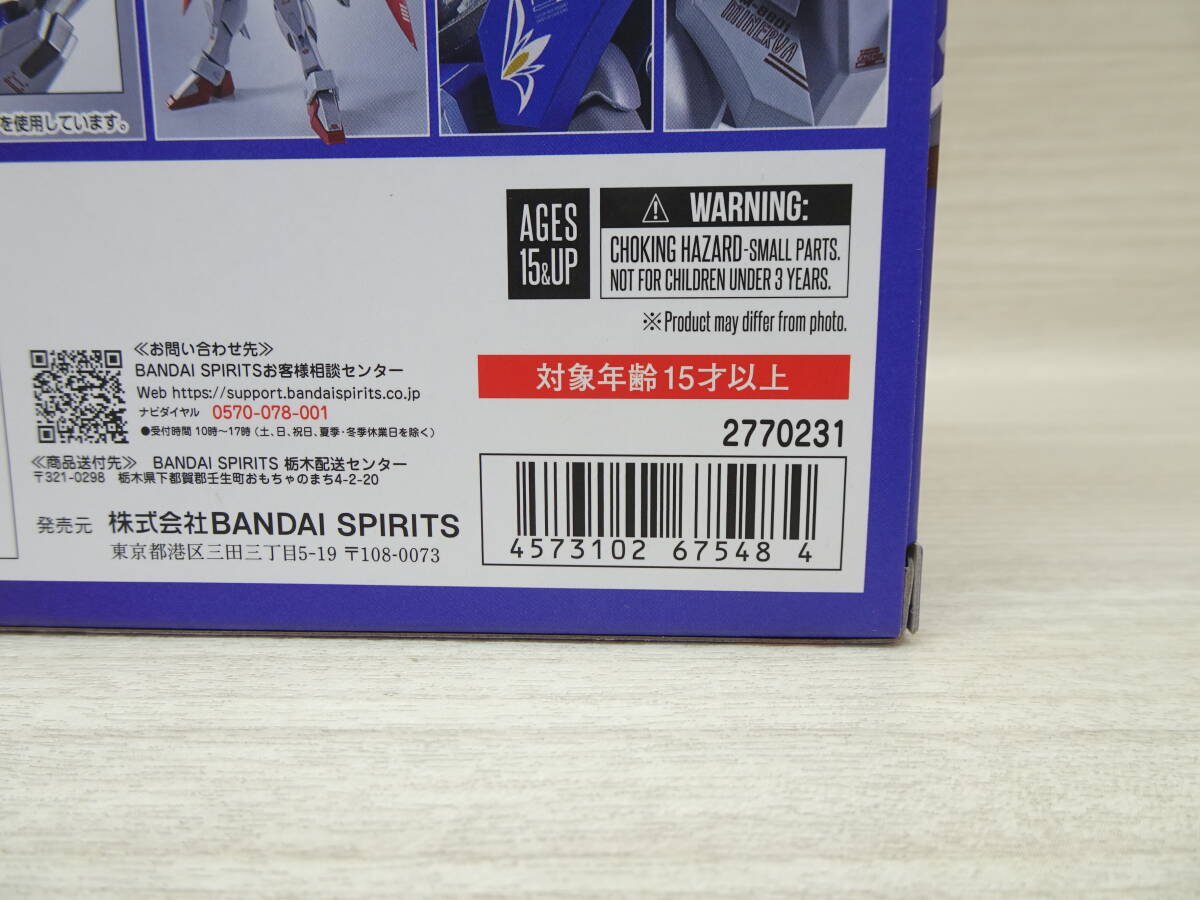 を使用しています。
MINERVA
AGES
15&UP
⚠ WARNING:
CHOKING HAZARD-SMALL PARTS.
NOT FOR CHILDREN UNDER 3 YEARS.
※Product may differ from photo.
≪お問い合わせ先≫
BANDAI SPIRITSお客様相談センター
Web https://support.bandaispirits.co.jp
ナビダイヤル 0570-078-001
●受付時間 10時～17時（土、日、祝日、夏季・冬季休業日を除く）
≪商品送付先≫ BANDAI SPIRITS 栃木配送センター
〒321-0298 栃木県下都賀郡壬生町おもちゃのまち4-2-20
発売元 株式会社BANDAI SPIRITS
東京都港区三田三丁目5-19 〒108-0073
対象年齢 15才以上
2770231
4573102 67548 4